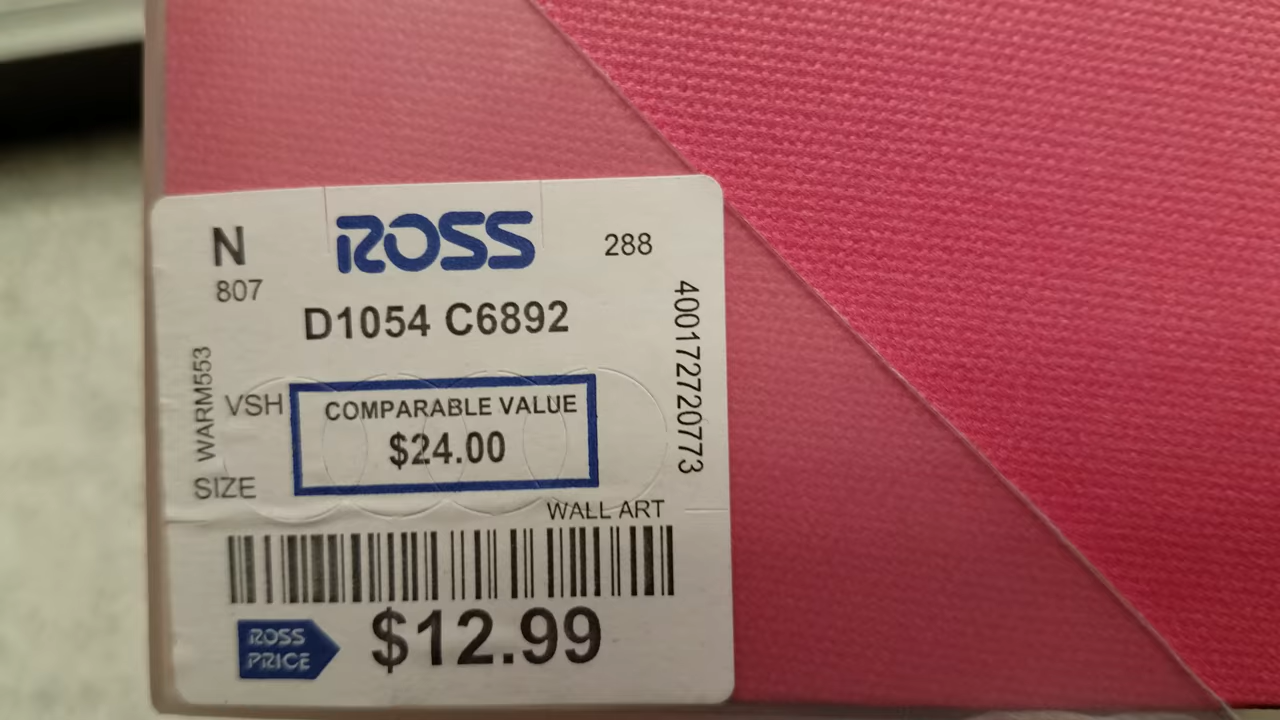 N
ROSS
288
807
D1054 C6892
400172720773
WARM553
VSH
COMPARABLE VALUE
$24.00
SIZE
WALL ART
ROSS
PRICE
$12.99